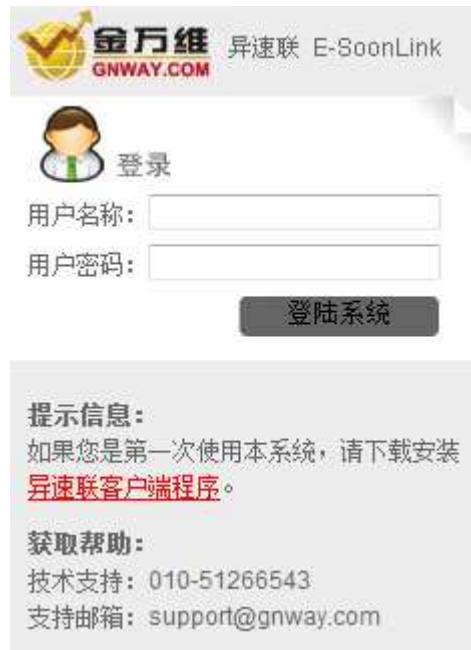 金万维 异速联 E-SoonLink
GNWAY.COM
登录
用户名称：
用户密码：
登陆系统
提示信息：
如果您是第一次使用本系统，请下载安装
异速联客户端程序。
获取帮助：
技术支持：010-51266543
支持邮箱：support@gnway.com